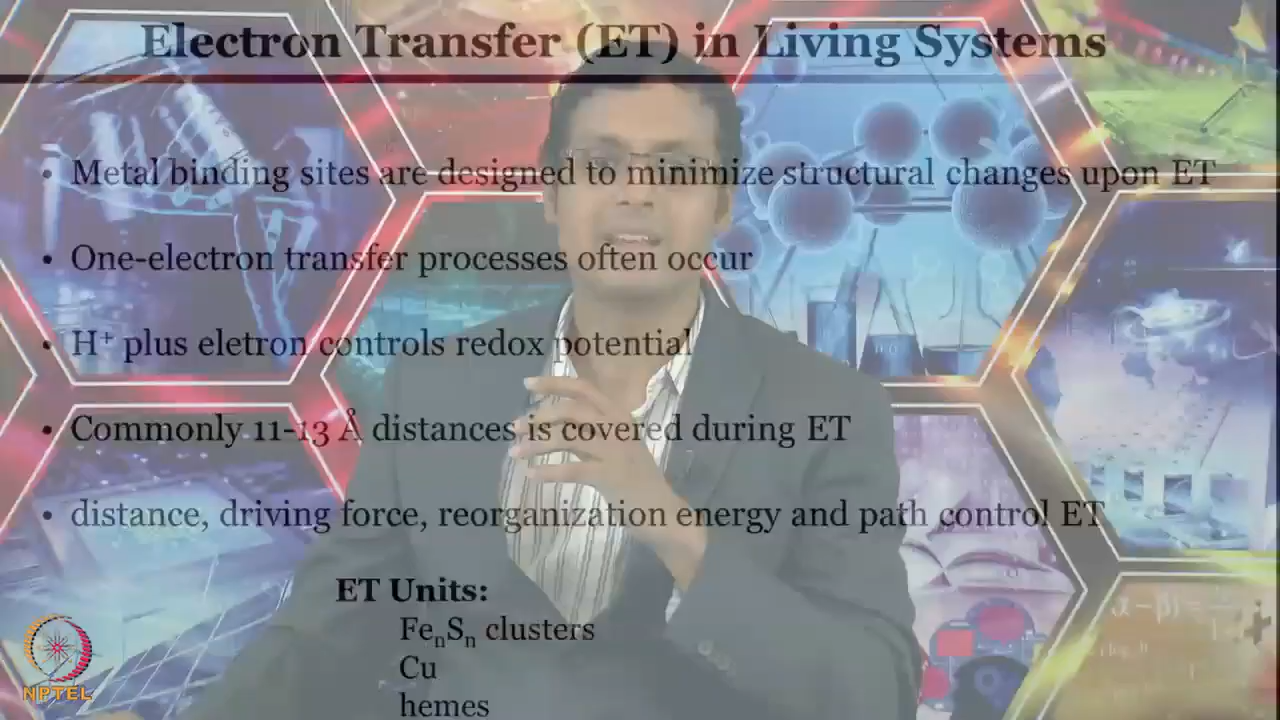 Electron Transfer (ET) in Living Systems
• Metal binding sites are designed to minimize structural changes upon ET
• One-electron transfer processes often occur
• H⁺ plus eletron controls redox potential
• Commonly 11-13 Å distances is covered during ET
• distance, driving force, reorganization energy and path control ET
ET Units:
FeₙSₙ clusters
Cu
hemes
NPTEL